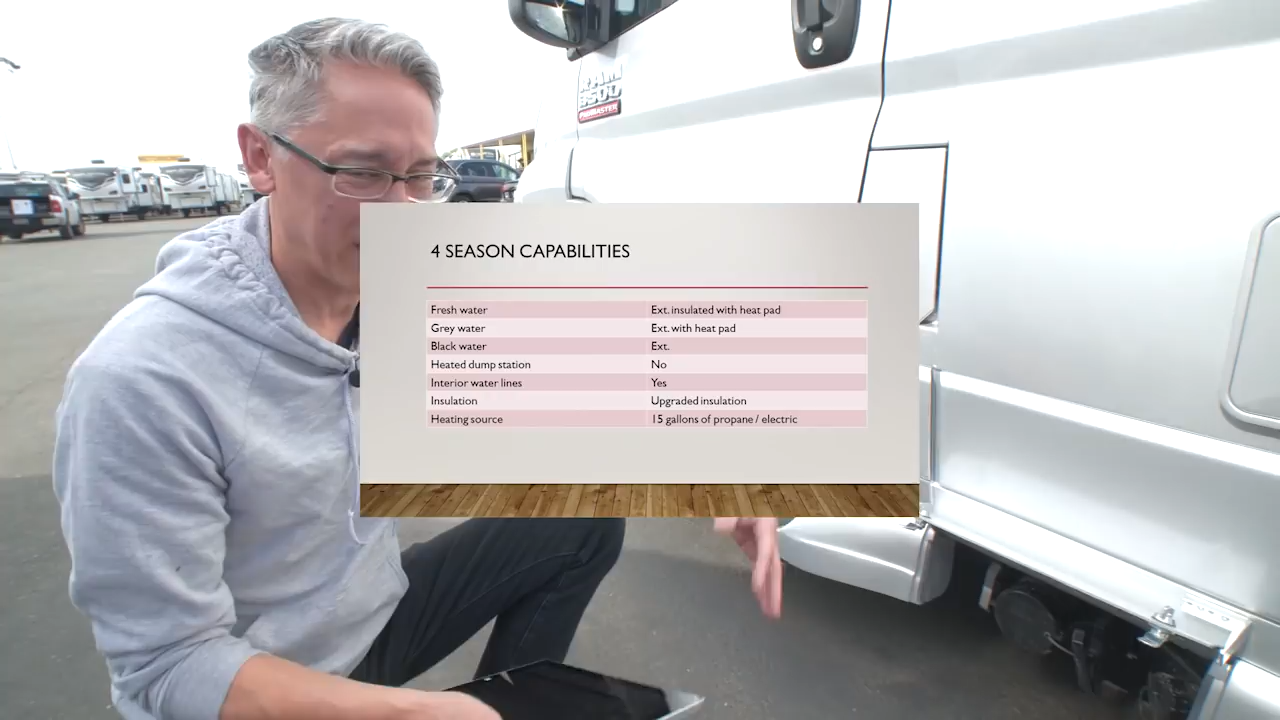 RAM
3500
PROMASTER
4 SEASON CAPABILITIES
Fresh water Ext. insulated with heat pad
Grey water Ext. with heat pad
Black water Ext.
Heated dump station No
Interior water lines Yes
Insulation Upgraded insulation
Heating source 15 gallons of propane / electric